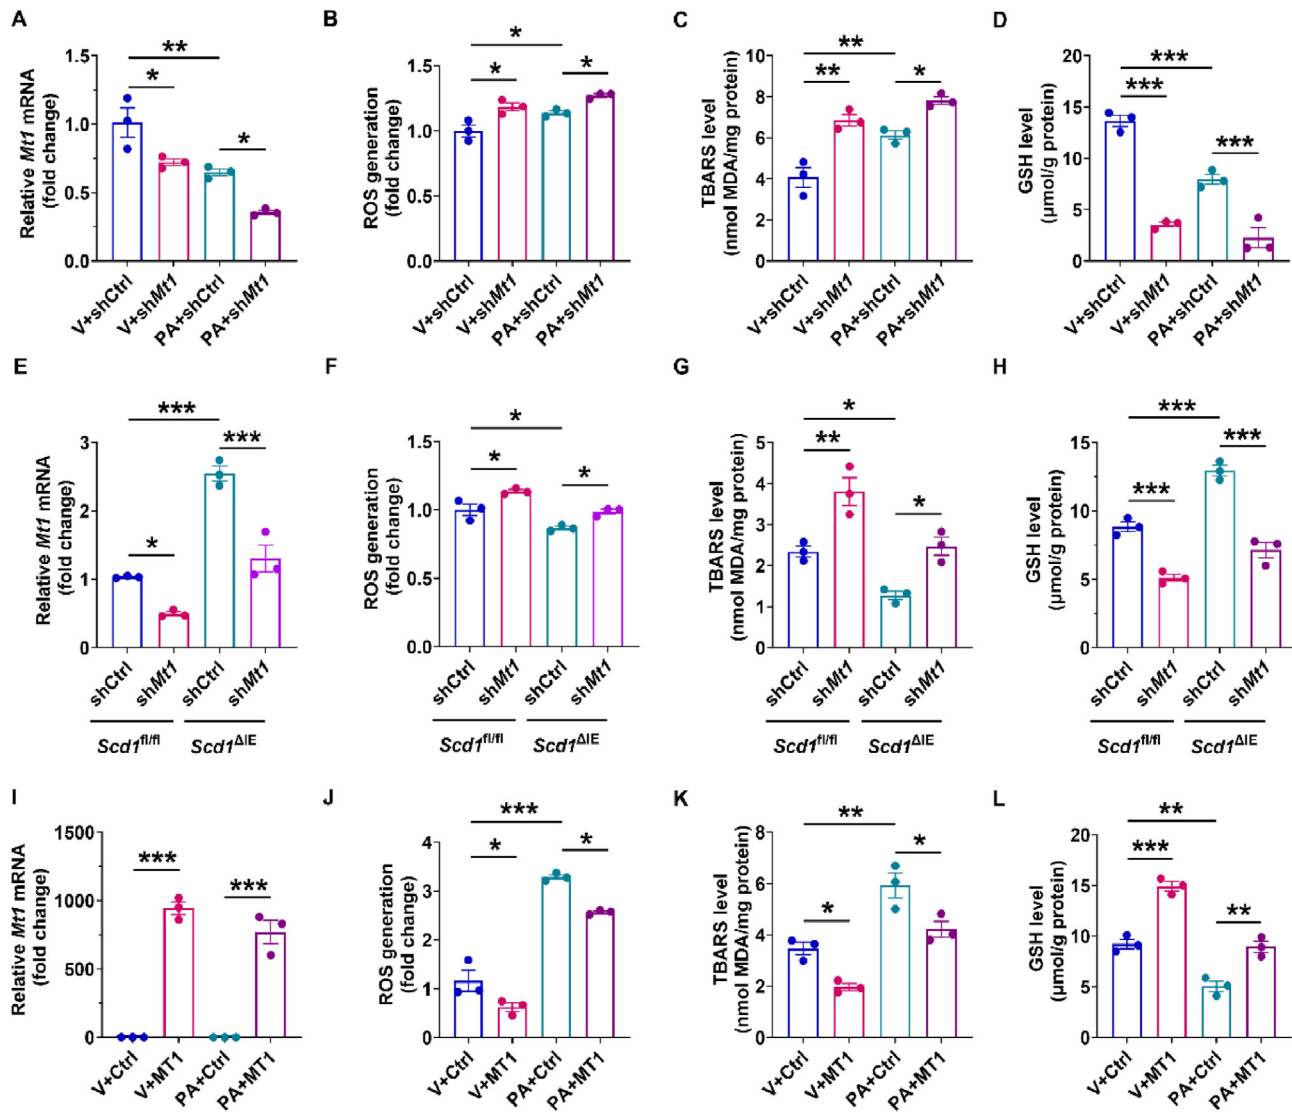 A
Relative Mt1 mRNA
(fold change)
1.5
1.0
0.5
0.0
**
*
*
V+shCtrl
V+shMt1
PA+shCtrl
PA+shMt1
B
ROS generation
(fold change)
1.5
1.0
0.5
0.0
*
*
*
V+shCtrl
V+shMt1
PA+shCtrl
PA+shMt1
C
TBARS level
(nmol MDA/mg protein)
10
8
6
4
2
0
**
**
*
V+shCtrl
V+shMt1
PA+shCtrl
PA+shMt1
D
GSH level
(µmol/g protein)
20
15
10
5
0
***
***
***
V+shCtrl
V+shMt1
PA+shCtrl
PA+shMt1
E
Relative Mt1 mRNA
(fold change)
3
2
1
0
***
***
*
shCtrl
shMt1
shCtrl
shMt1
Scd1fl/fl
Scd1ΔIE
F
ROS generation
(fold change)
1.5
1.0
0.5
0.0
*
*
*
shCtrl
shMt1
shCtrl
shMt1
Scd1fl/fl
Scd1ΔIE
G
TBARS level
(nmol MDA/mg protein)
5
4
3
2
1
0
*
**
*
shCtrl
shMt1
shCtrl
shMt1
Scd1fl/fl
Scd1ΔIE
H
GSH level
(µmol/g protein)
15
10
5
0
***
***
***
shCtrl
shMt1
shCtrl
shMt1
Scd1fl/fl
Scd1ΔIE
I
Relative Mt1 mRNA
(fold change)
1500
1000
500
0
***
***
V+Ctrl
V+MT1
PA+Ctrl
PA+MT1
J
ROS generation
(fold change)
4
3
2
1
0
***
*
*
V+Ctrl
V+MT1
PA+Ctrl
PA+MT1
K
TBARS level
(nmol MDA/mg protein)
8
6
4
2
0
**
*
*
V+Ctrl
V+MT1
PA+Ctrl
PA+MT1
L
GSH level
(µmol/g protein)
20
15
10
5
0
**
***
**
V+Ctrl
V+MT1
PA+Ctrl
PA+MT1